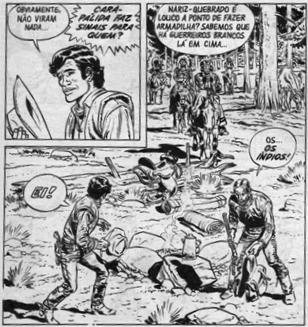 OBVIAMENTE,
NÃO VIRAM
NADA...
CARA-
PÁLIDA FAZ
SINAIS PARA
QUEM?
NARIZ-QUEBRADO É
LOUCO A PONTO DE FAZER
ARMADILHA? SABEMOS QUE
HÁ GUERREIROS BRANCOS
LÁ EM CIMA...
EI!
OS...
OS
ÍNDIOS!